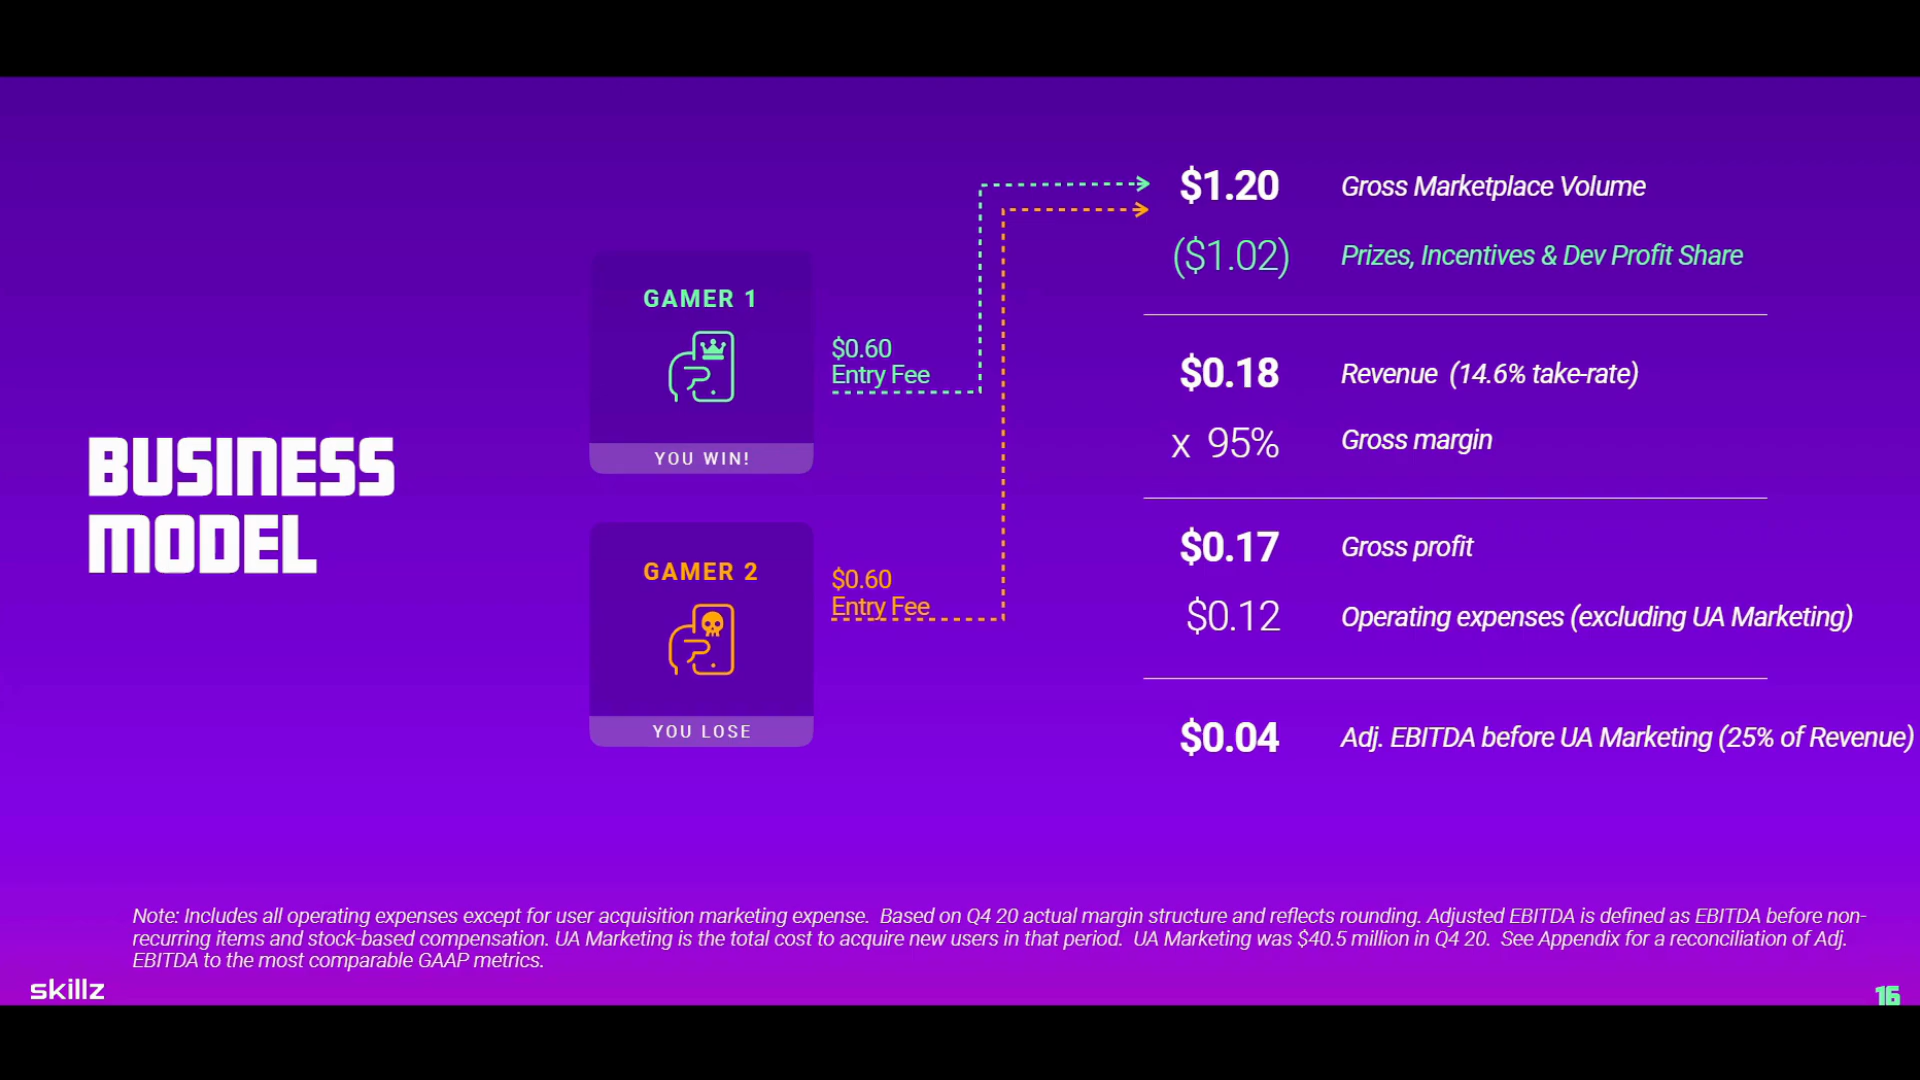 BUSINESS
MODEL
GAMER 1
YOU WIN!
$0.60
Entry Fee
GAMER 2
YOU LOSE
$0.60
Entry Fee
$1.20 Gross Marketplace Volume
($1.02) Prizes, Incentives & Dev Profit Share
$0.18 Revenue (14.6% take-rate)
x 95% Gross margin
$0.17 Gross profit
$0.12 Operating expenses (excluding UA Marketing)
$0.04 Adj. EBITDA before UA Marketing (25% of Revenue)
Note: Includes all operating expenses except for user acquisition marketing expense. Based on Q4 20 actual margin structure and reflects rounding. Adjusted EBITDA is defined as EBITDA before non-
recurring items and stock-based compensation. UA Marketing is the total cost to acquire new users in that period. UA Marketing was $40.5 million in Q4 20. See Appendix for a reconciliation of Adj.
EBITDA to the most comparable GAAP metrics.
skillz
16